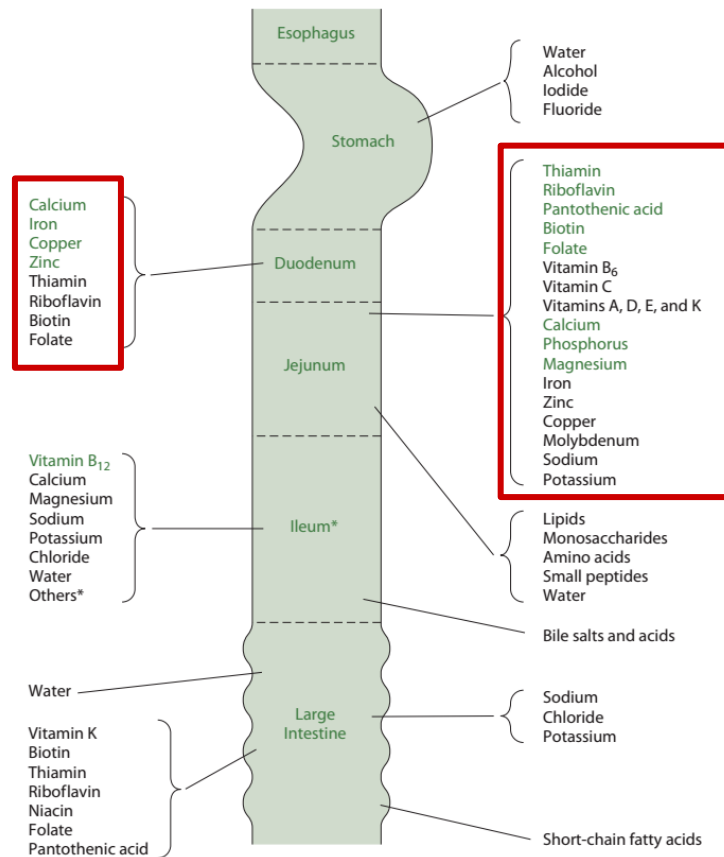 Esophagus
Water
Alcohol
Iodide
Fluoride
Stomach
Calcium
Iron
Copper
Zinc
Thiamin
Riboflavin
Biotin
Folate
Duodenum
Thiamin
Riboflavin
Pantothenic acid
Biotin
Folate
Vitamin B₆
Vitamin C
Vitamins A, D, E, and K
Calcium
Phosphorus
Magnesium
Iron
Zinc
Copper
Molybdenum
Sodium
Potassium
Jejunum
Lipids
Monosaccharides
Amino acids
Small peptides
Water
Vitamin B₁₂
Calcium
Magnesium
Sodium
Potassium
Chloride
Water
Others*
Ileum*
Bile salts and acids
Water
Large
Intestine
Sodium
Chloride
Potassium
Vitamin K
Biotin
Thiamin
Riboflavin
Niacin
Folate
Pantothenic acid
Short-chain fatty acids